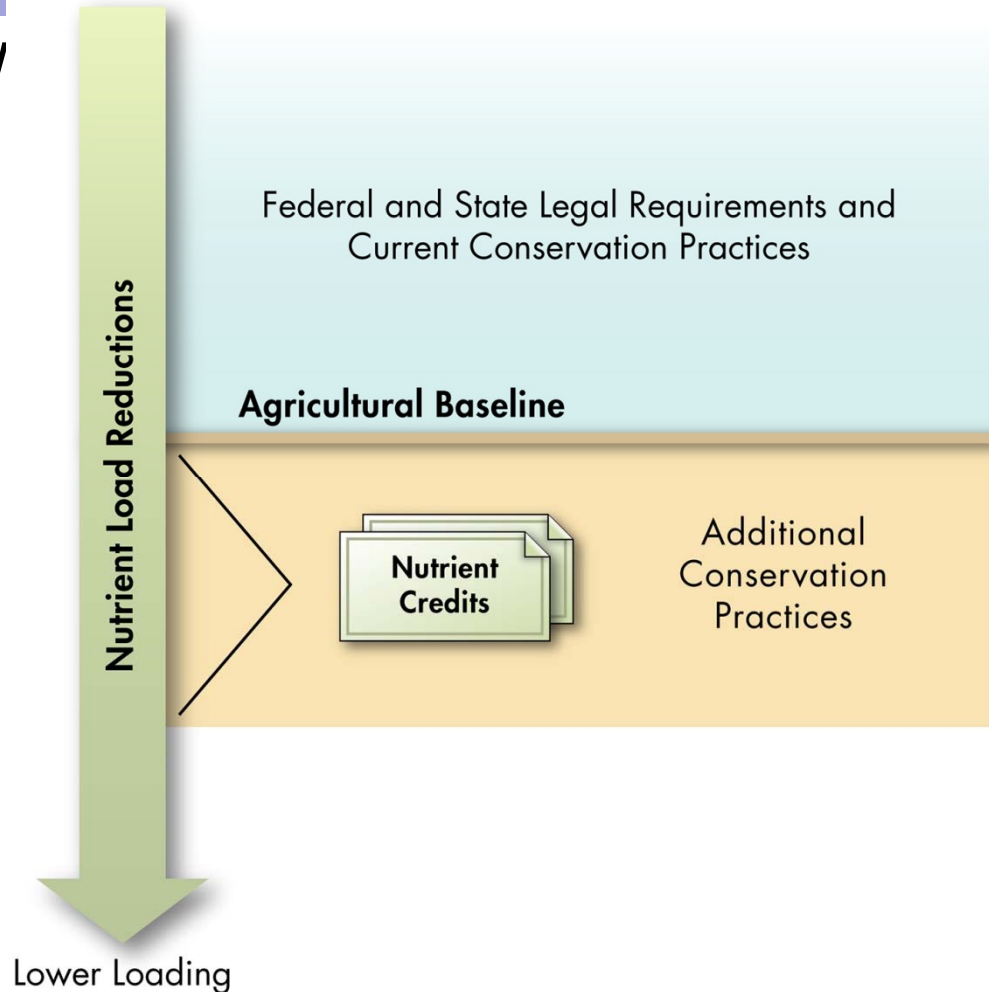 Federal and State Legal Requirements and
Current Conservation Practices
Agricultural Baseline
Nutrient Load Reductions
Nutrient
Credits
Additional
Conservation
Practices
Lower Loading